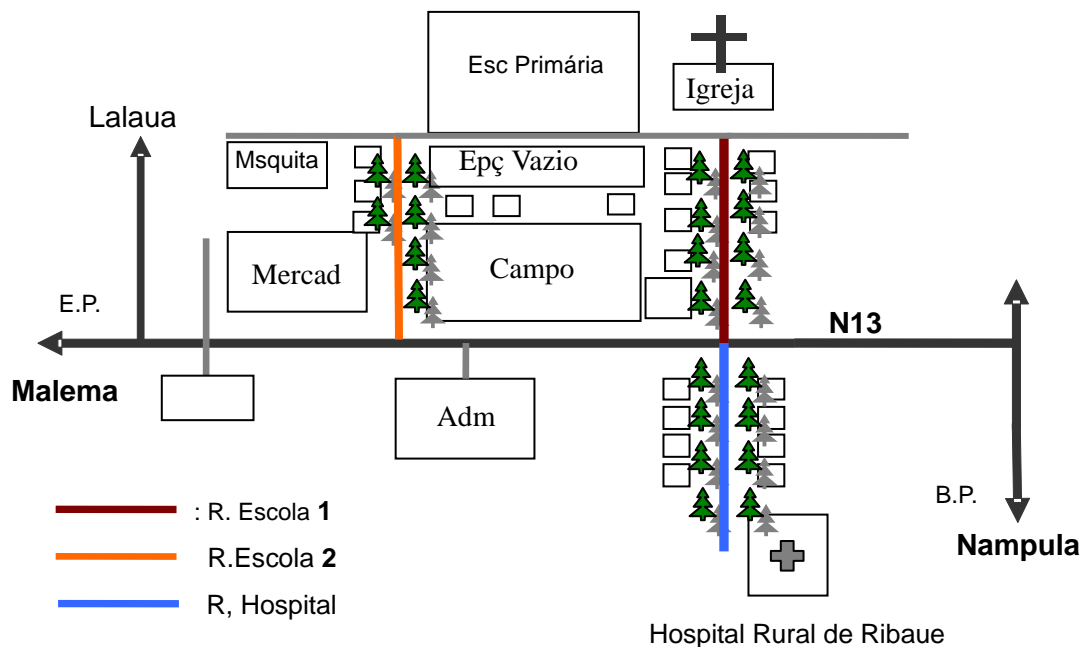 Esc Primária
Igreja
Lalaua
Msquita
Epç Vazio
Mercad
Campo
E.P.
N13
Malema
Adm
B.P.
: R. Escola 1
Nampula
R.Escola 2
R, Hospital
Hospital Rural de Ribaue